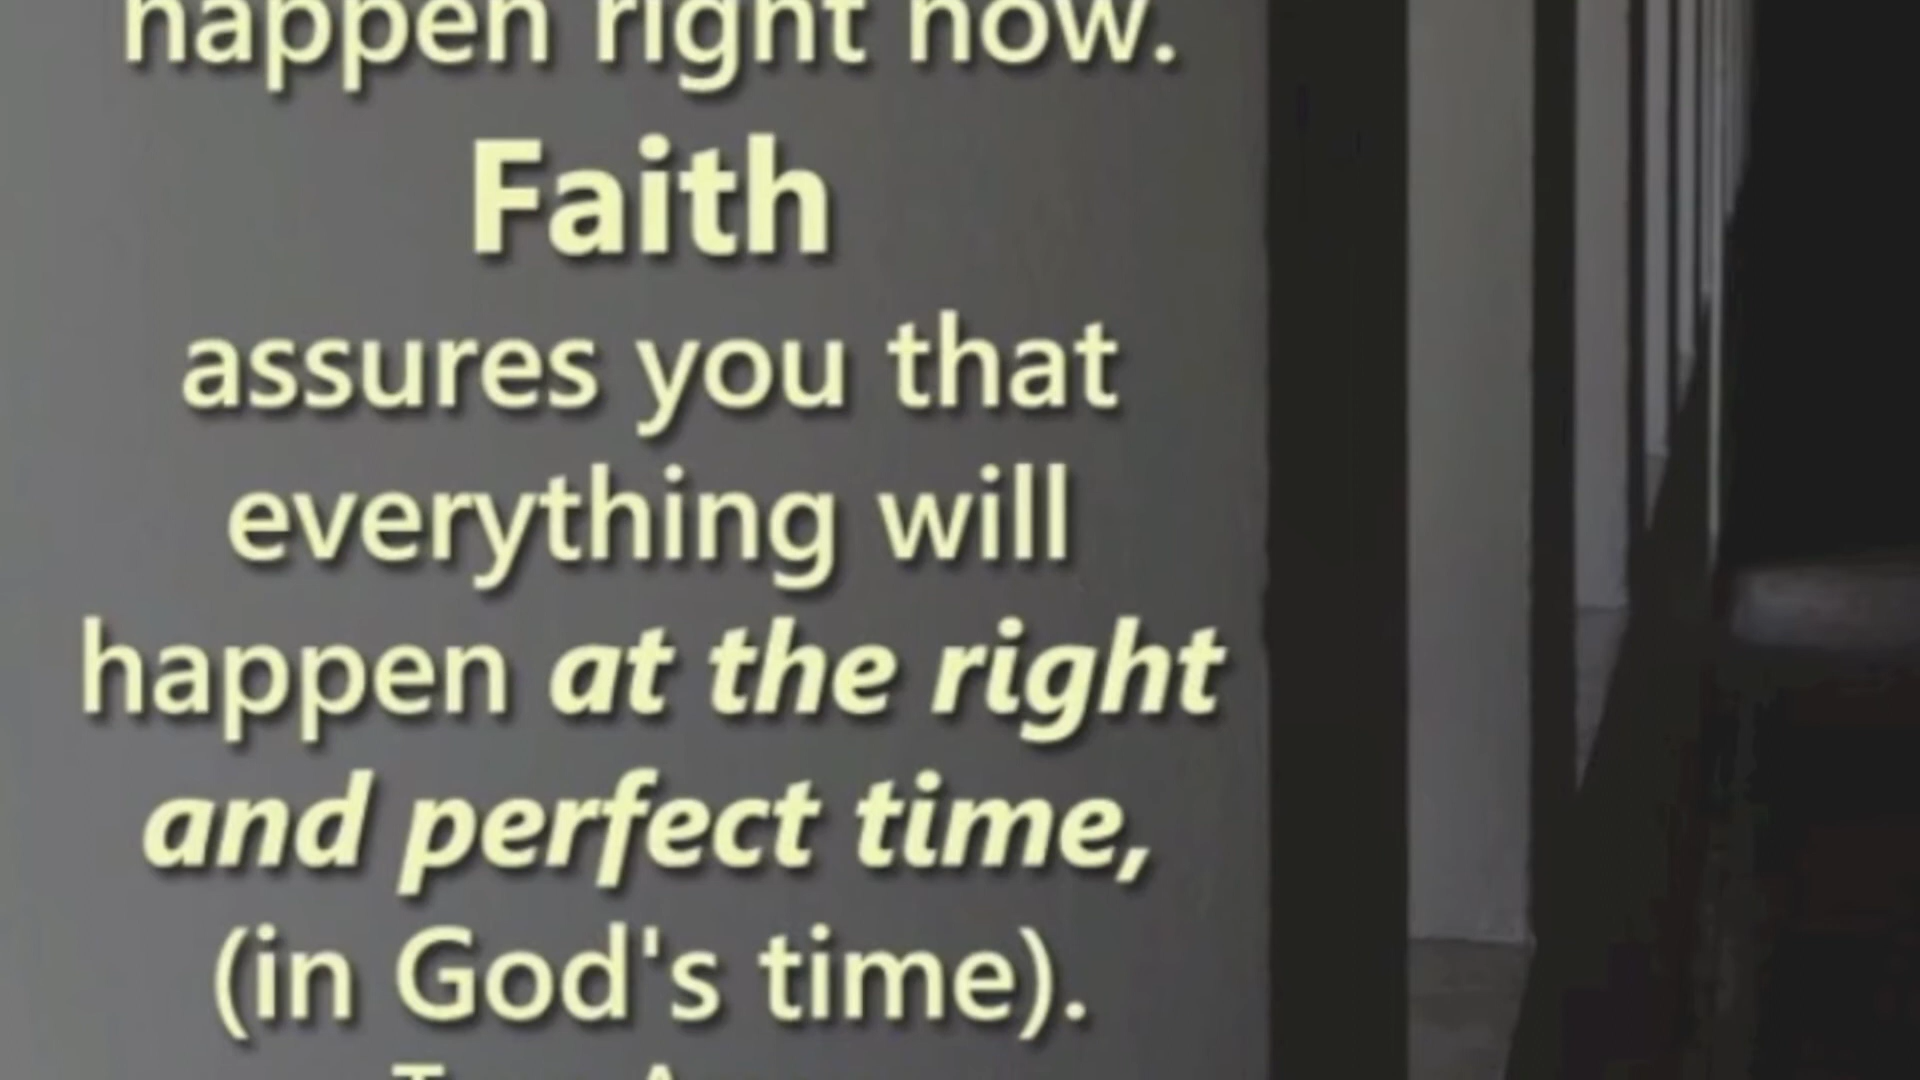 happen right now.
Faith
assures you that
everything will
happen at the right
and perfect time,
(in God's time).